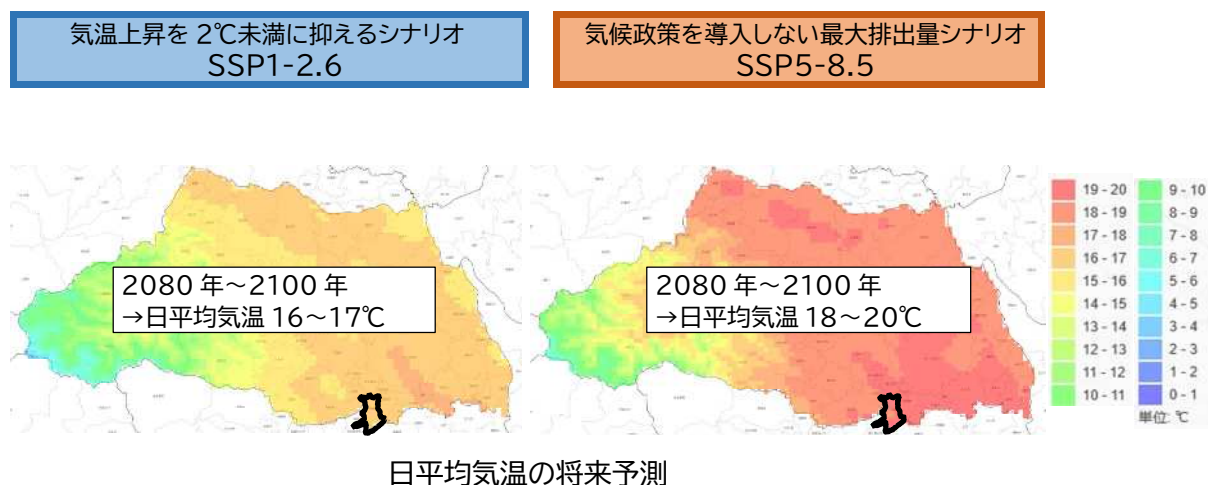 気温上昇を 2℃未満に抑えるシナリオ
SSP1-2.6
気候政策を導入しない最大排出量シナリオ
SSP5-8.5
2080 年～2100 年
→日平均気温 16～17℃
2080 年～2100 年
→日平均気温 18～20℃
19 - 20
18 - 19
17 - 18
16 - 17
15 - 16
14 - 15
13 - 14
12 - 13
11 - 12
10 - 11
9 - 10
8 - 9
7 - 8
6 - 7
5 - 6
4 - 5
3 - 4
2 - 3
1 - 2
0 - 1
単位: ℃
日平均気温の将来予測